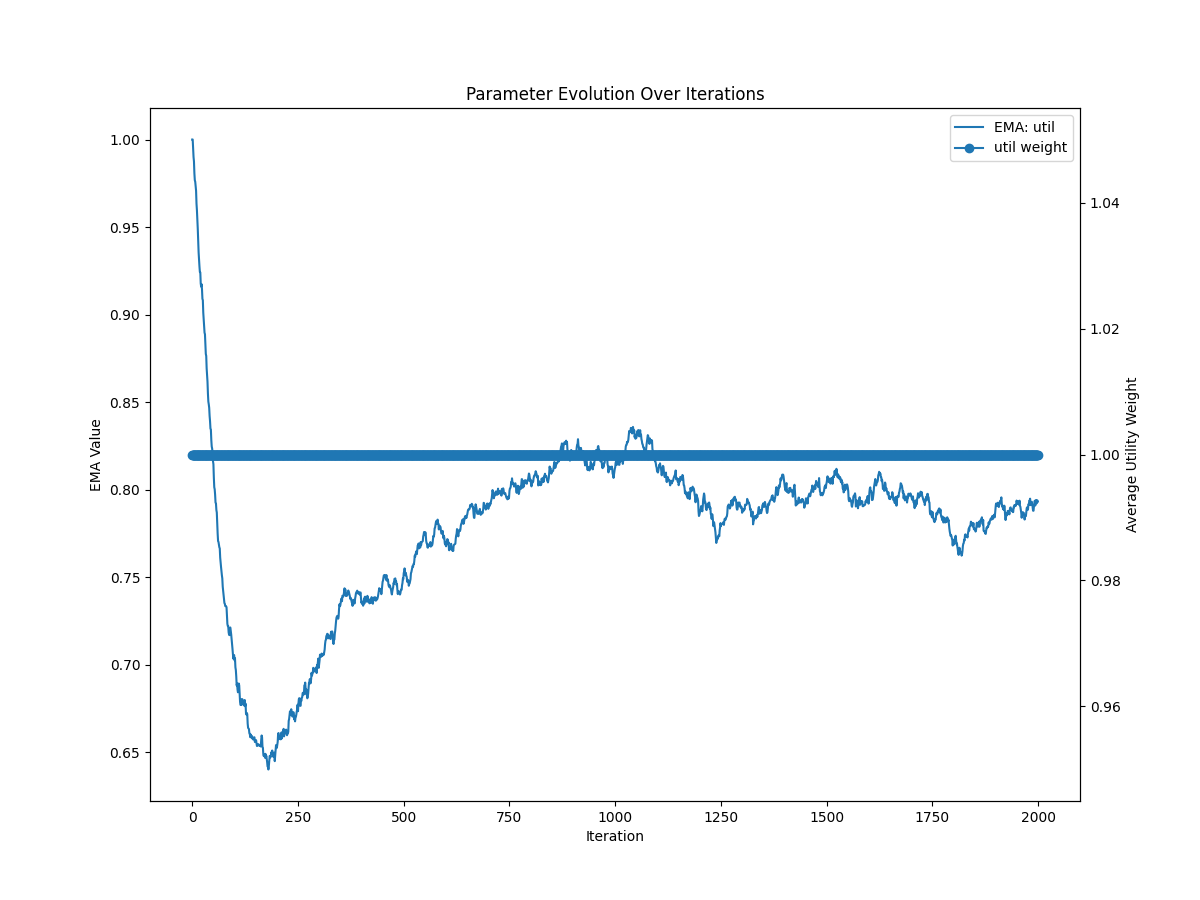 Parameter Evolution Over Iterations
EMA: util
util weight
1.00
0.95
0.90
0.85
0.80
0.75
0.70
0.65
EMA Value
1.04
1.02
1.00
0.98
0.96
Average Utility Weight
0 250 500 750 1000 1250 1500 1750 2000
Iteration